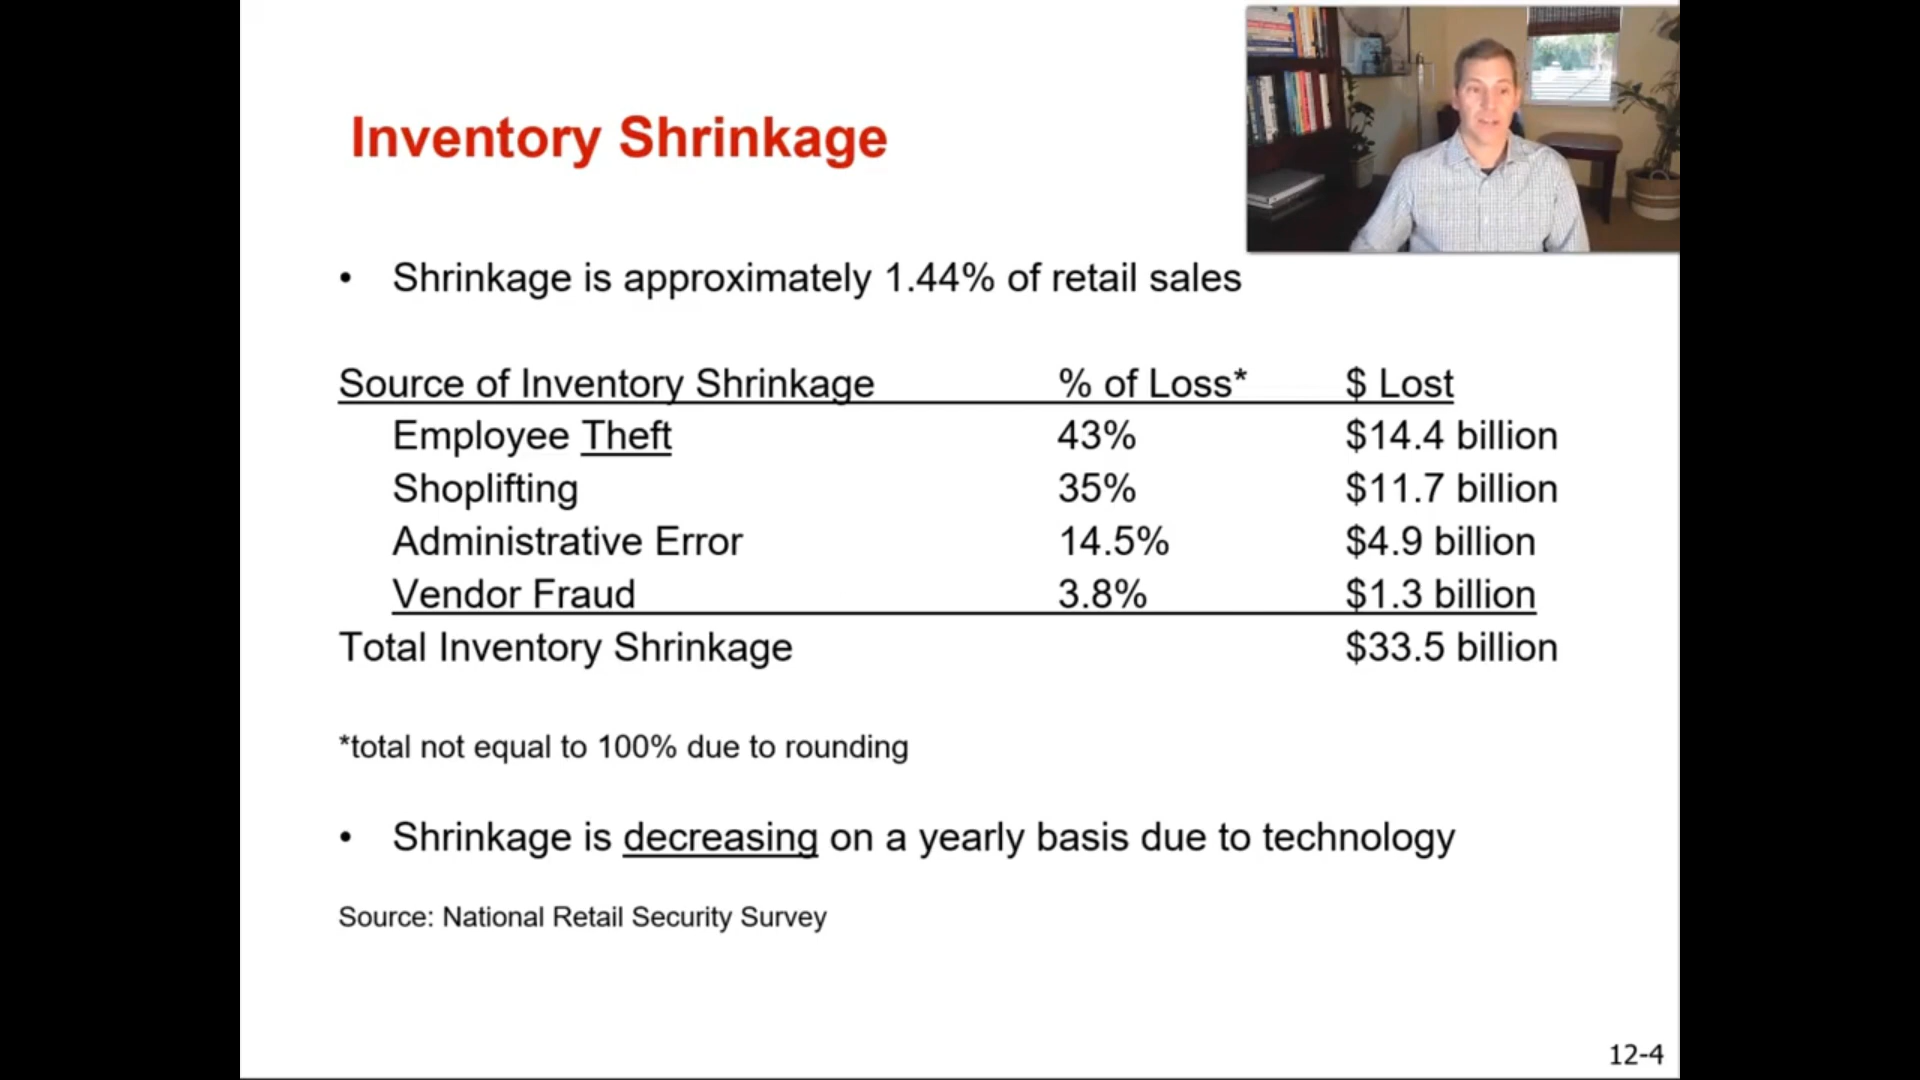 Inventory Shrinkage
• Shrinkage is approximately 1.44% of retail sales
Source of Inventory Shrinkage % of Loss* $ Lost
Employee Theft 43% $14.4 billion
Shoplifting 35% $11.7 billion
Administrative Error 14.5% $4.9 billion
Vendor Fraud 3.8% $1.3 billion
Total Inventory Shrinkage $33.5 billion
*total not equal to 100% due to rounding
• Shrinkage is decreasing on a yearly basis due to technology
Source: National Retail Security Survey
12-4